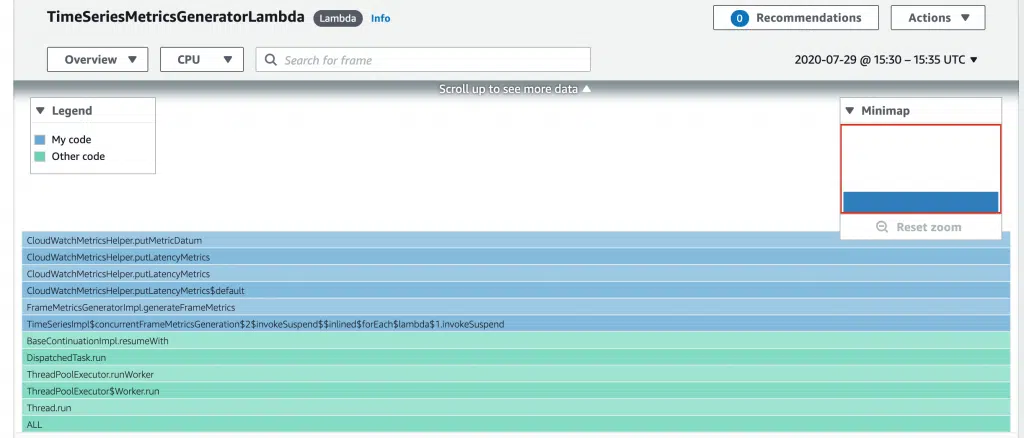 TimeSeriesMetricsGeneratorLambda Lambda Info
0 Recommendations Actions
Overview CPU Search for frame 2020-07-29 @ 15:30 – 15:35 UTC
Scroll up to see more data
Legend
My code
Other code
Minimap
Reset zoom
CloudWatchMetricsHelper.putMetricDatum
CloudWatchMetricsHelper.putLatencyMetrics
CloudWatchMetricsHelper.putLatencyMetrics
CloudWatchMetricsHelper.putLatencyMetrics$default
FrameMetricsGeneratorImpl.generateFrameMetrics
TimeSeriesImpl$concurrentFrameMetricsGeneration$2$invokeSuspend$$inlined$forEach$lambda$1.invokeSuspend
BaseContinuationImpl.resumeWith
DispatchedTask.run
ThreadPoolExecutor.runWorker
ThreadPoolExecutor$Worker.run
Thread.run
ALL